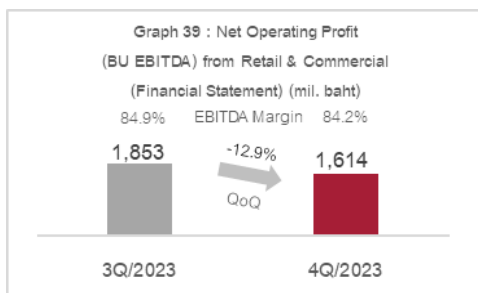 Graph 39 : Net Operating Profit
(BU EBITDA) from Retail & Commercial
(Financial Statement) (mil. baht)
84.9% EBITDA Margin 84.2%
1,853 -12.9% 1,614
QoQ
3Q/2023 4Q/2023